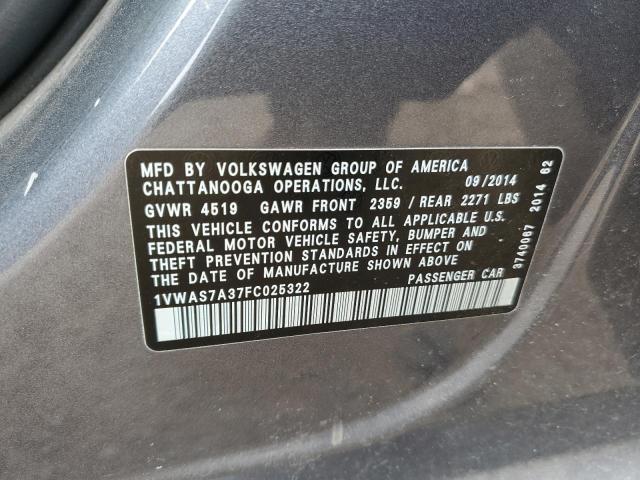 MFD BY VOLKSWAGEN GROUP OF AMERICA
CHATTANOOGA OPERATIONS, LLC. 09/2014
GVWR 4519 GAWR FRONT 2359 / REAR 2271 LBS
THIS VEHICLE CONFORMS TO ALL APPLICABLE U.S.
FEDERAL MOTOR VEHICLE SAFETY, BUMPER AND
THEFT PREVENTION STANDARDS IN EFFECT ON
THE DATE OF MANUFACTURE SHOWN ABOVE
1VWAS7A37FC025322 PASSENGER CAR
3740067 2014 62